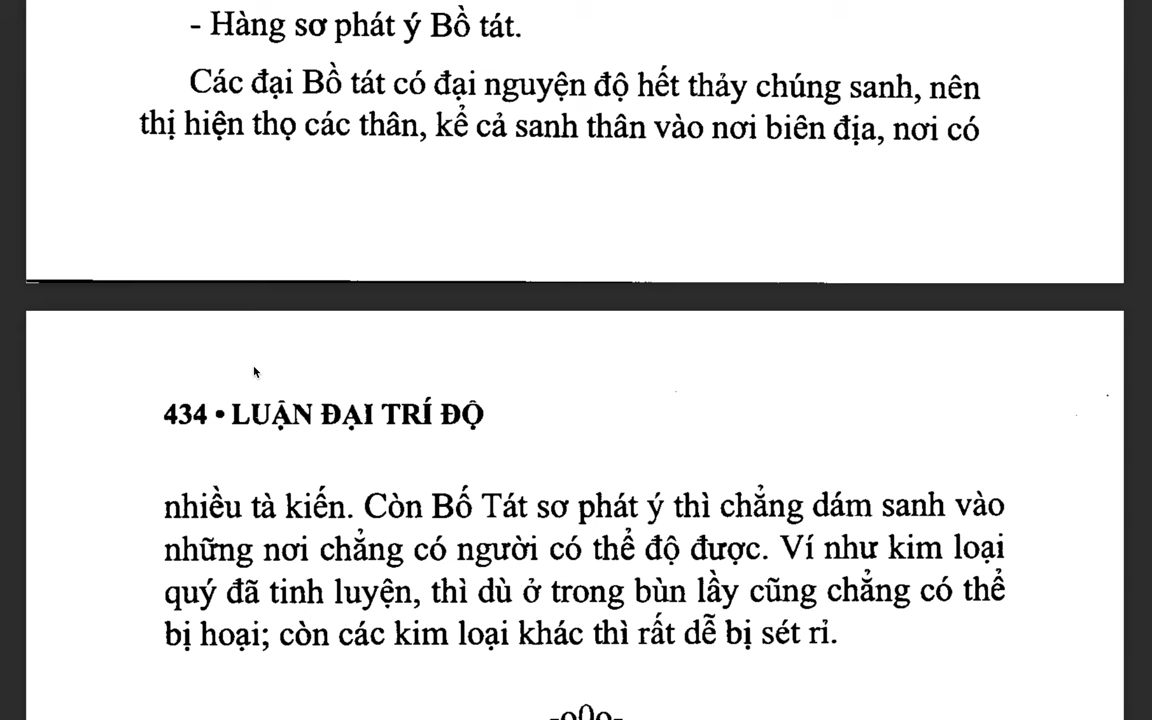 - Hàng sơ phát ý Bồ tát.
Các đại Bồ tát có đại nguyện độ hết thảy chúng sanh, nên
thị hiện thọ các thân, kể cả sanh thân vào nơi biên địa, nơi có
434 • LUẬN ĐẠI TRÍ ĐỘ
nhiều tà kiến. Còn Bố Tát sơ phát ý thì chẳng dám sanh vào
những nơi chẳng có người có thể độ được. Ví như kim loại
quý đã tinh luyện, thì dù ở trong bùn lầy cũng chẳng có thể
bị hoại; còn các kim loại khác thì rất dễ bị sét rỉ.
-o0o-